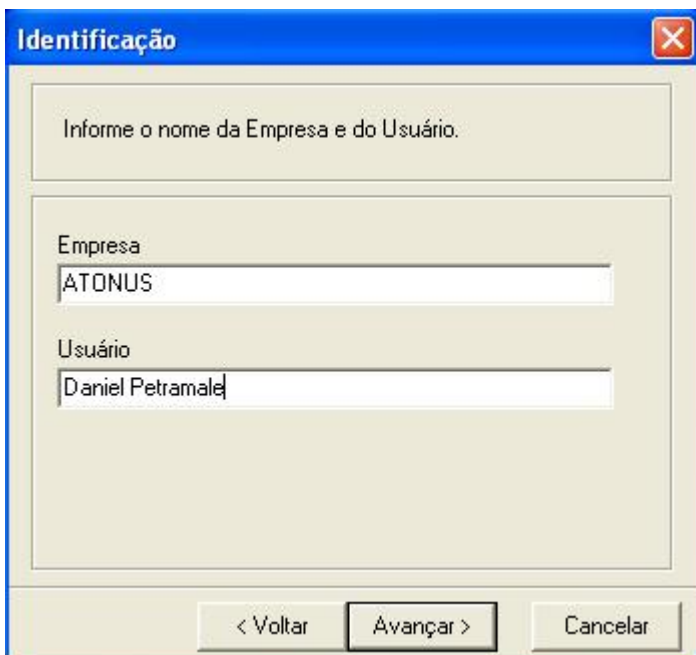 Identificação
Informe o nome da Empresa e do Usuário.
Empresa
ATONUS
Usuário
Daniel Petramale
< Voltar
Avançar >
Cancelar